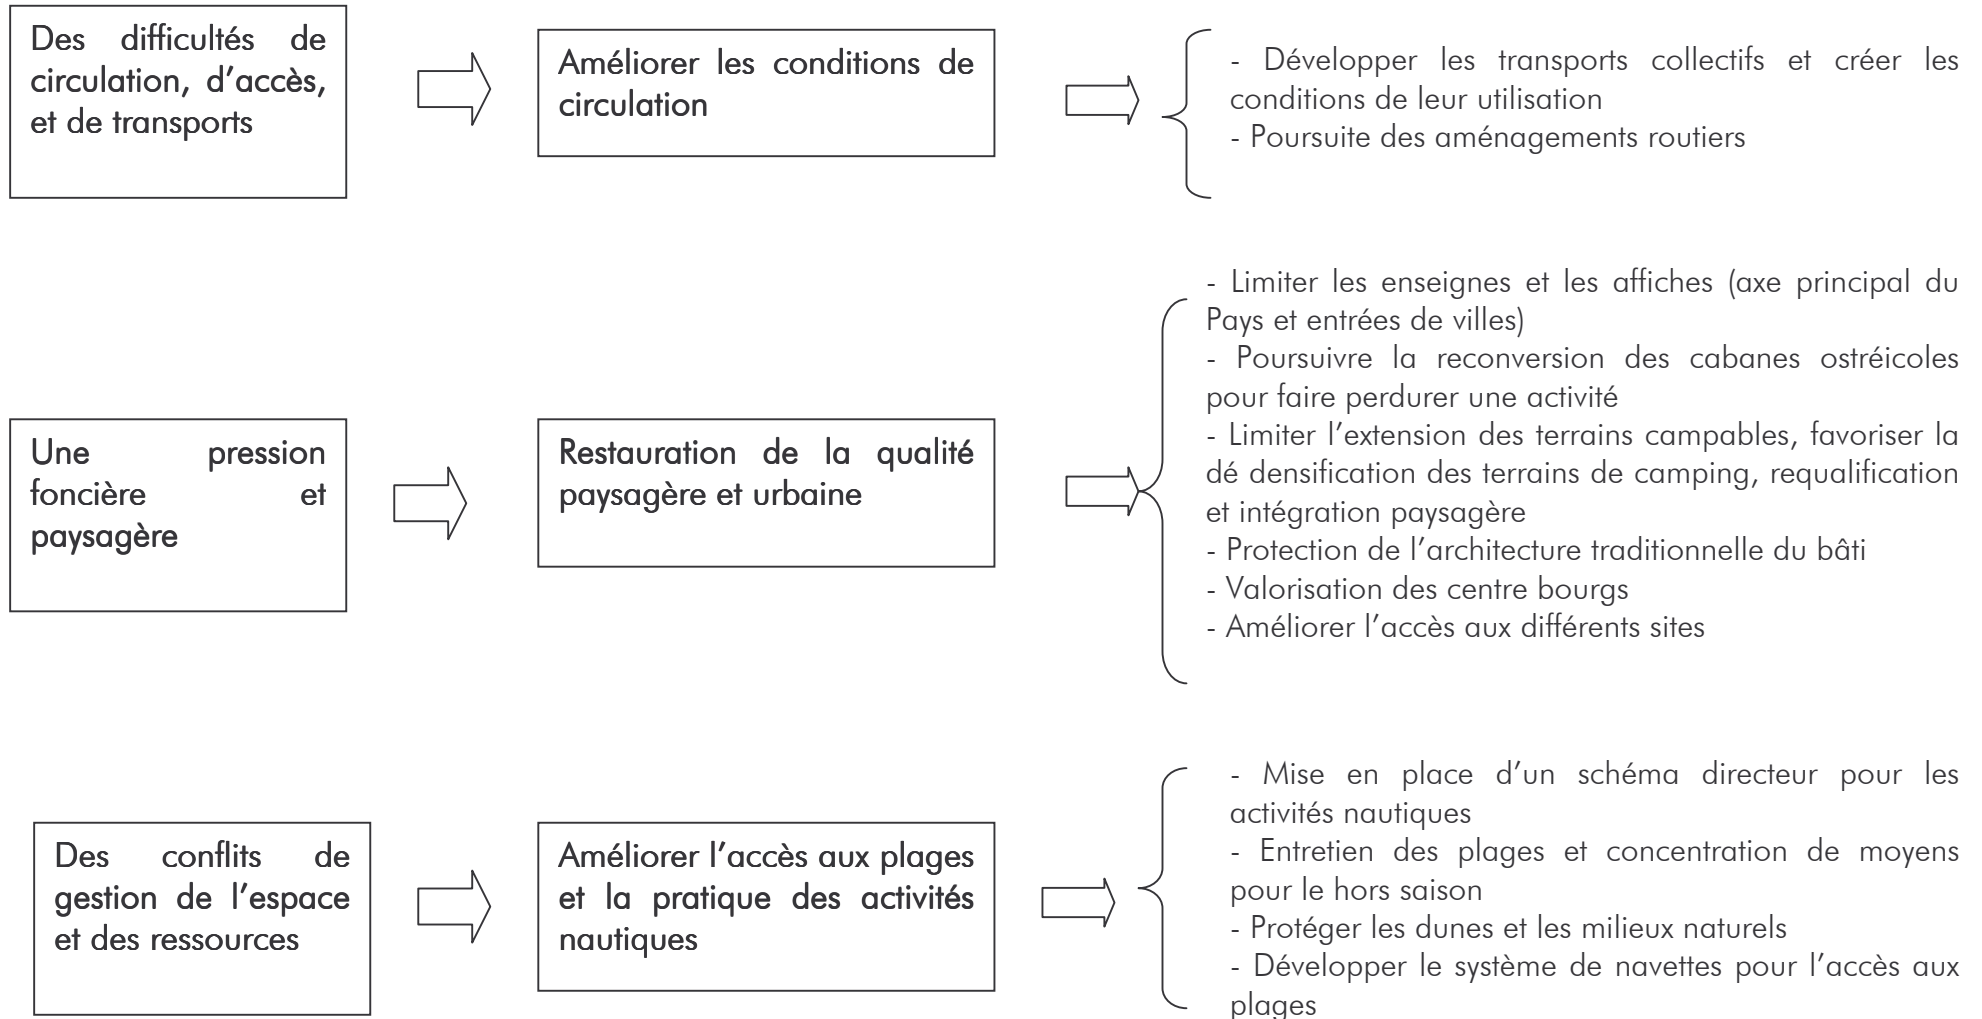 Des difficultés de
circulation, d'accès,
et de transports
Améliorer les conditions de
circulation
- Développer les transports collectifs et créer les
conditions de leur utilisation
- Poursuite des aménagements routiers
Une pression
foncière et
paysagère
Restauration de la qualité
paysagère et urbaine
- Limiter les enseignes et les affiches (axe principal du
Pays et entrées de villes)
- Poursuivre la reconversion des cabanes ostréicoles
pour faire perdurer une activité
- Limiter l'extension des terrains campables, favoriser la
dé densification des terrains de camping, requalification
et intégration paysagère
- Protection de l'architecture traditionnelle du bâti
- Valorisation des centre bourgs
- Améliorer l'accès aux différents sites
Des conflits de
gestion de l'espace
et des ressources
Améliorer l'accès aux plages
et la pratique des activités
nautiques
- Mise en place d'un schéma directeur pour les
activités nautiques
- Entretien des plages et concentration de moyens
pour le hors saison
- Protéger les dunes et les milieux naturels
- Développer le système de navettes pour l'accès aux
plages